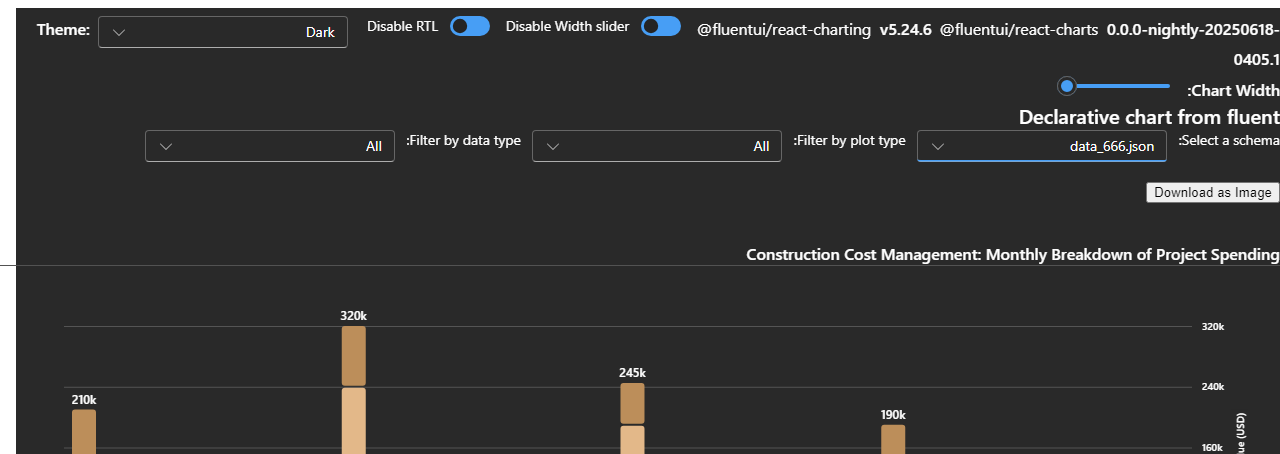 Theme: Dark Disable RTL Disable Width slider @fluentui/react-charting v5.24.6 @fluentui/react-charts 0.0.0-nightly-20250618-
0405.1
:Chart Width
Declarative chart from fluent
:Select a schema data_666.json :Filter by plot type All :Filter by data type All
Download as Image
Construction Cost Management: Monthly Breakdown of Project Spending
320k
320k
245k
240k
210k
190k
160k
(USD)